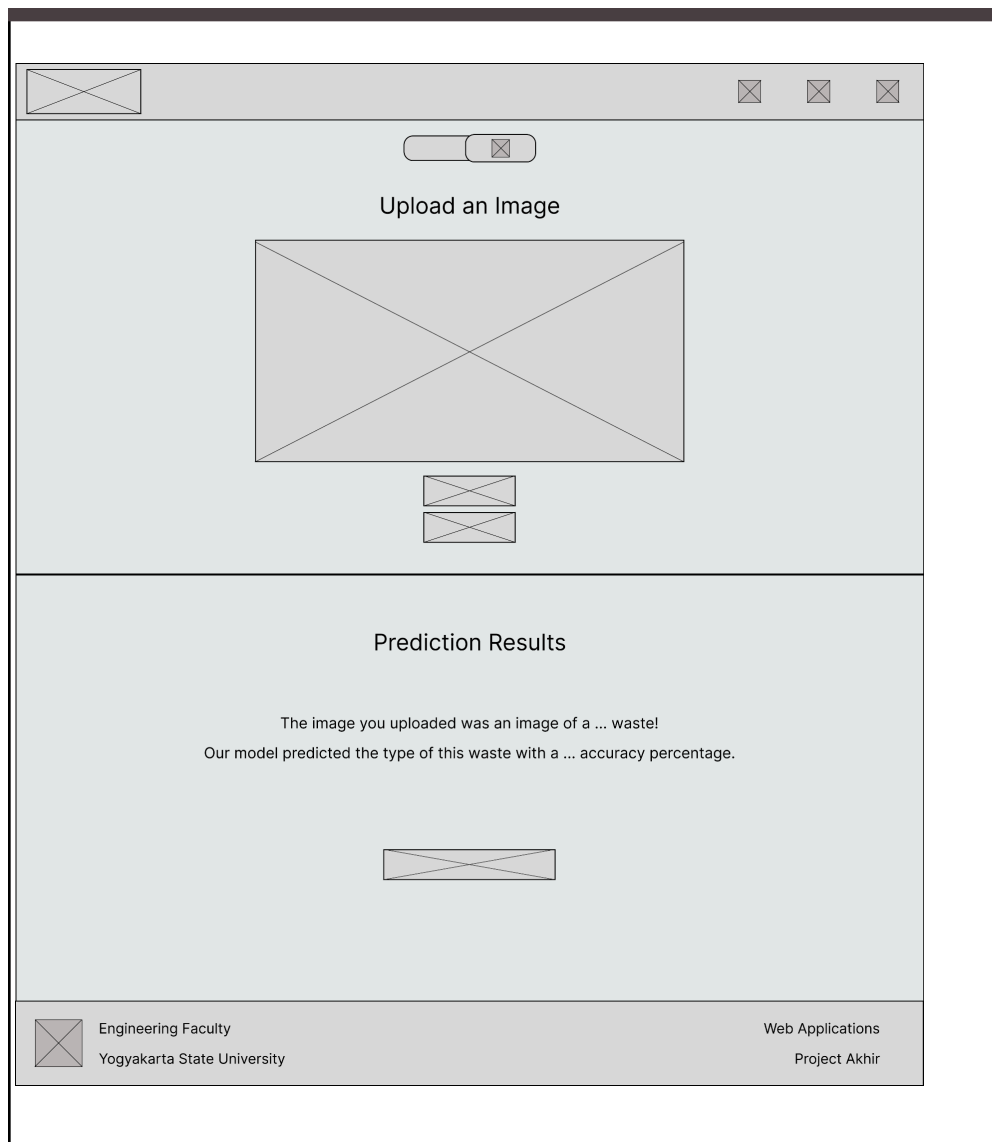 Upload an Image
Prediction Results
The image you uploaded was an image of a ... waste!
Our model predicted the type of this waste with a ... accuracy percentage.
Engineering Faculty
Yogyakarta State University
Web Applications
Project Akhir